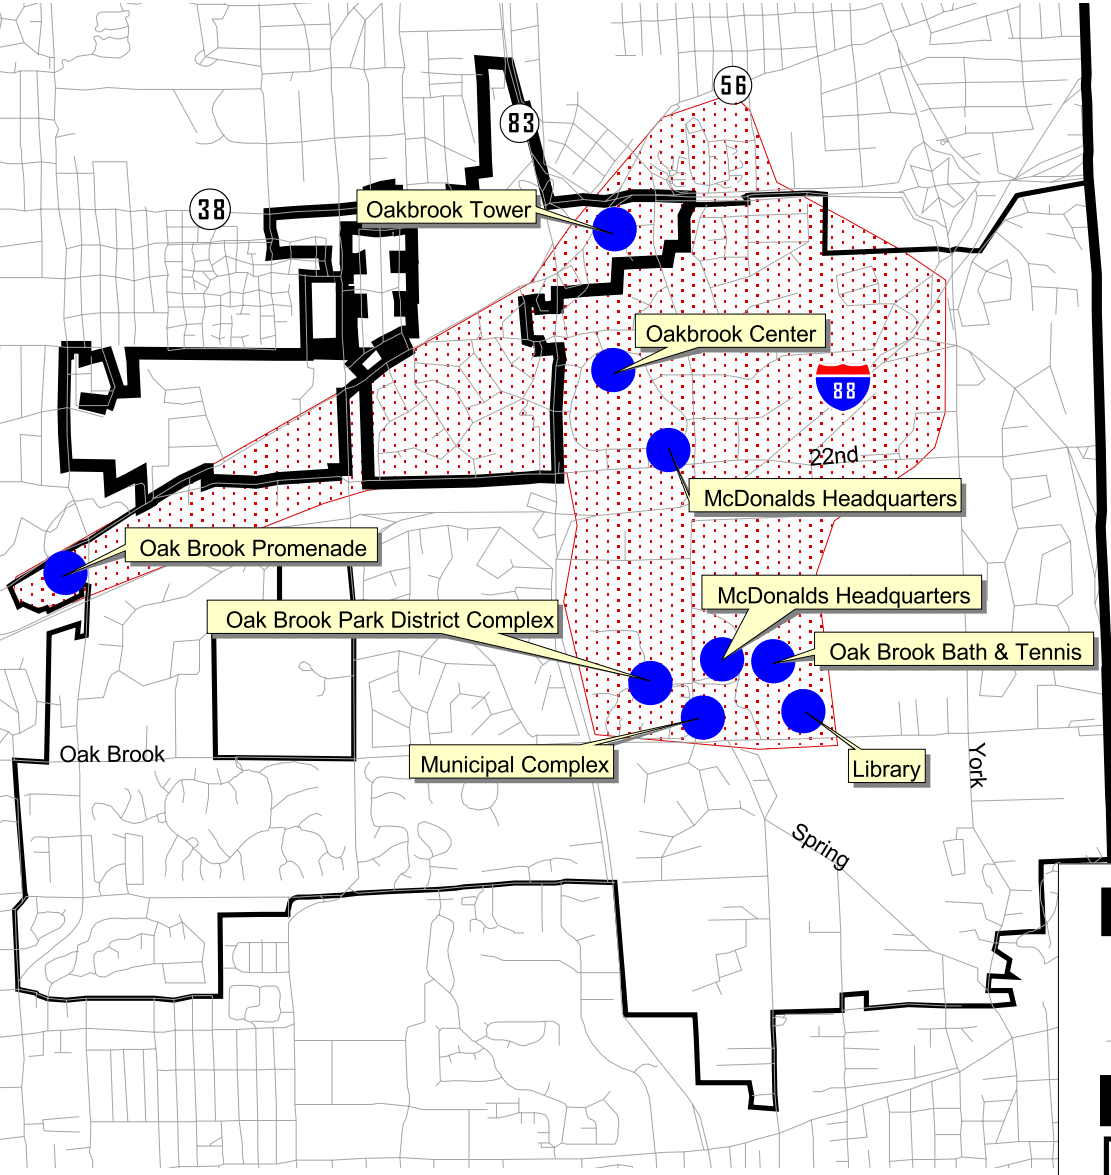 56
83
38
Oakbrook Tower
Oakbrook Center
88
22nd
McDonalds Headquarters
Oak Brook Promenade
McDonalds Headquarters
Oak Brook Park District Complex
Oak Brook Bath & Tennis
Oak Brook
Municipal Complex
Library
York
Spring